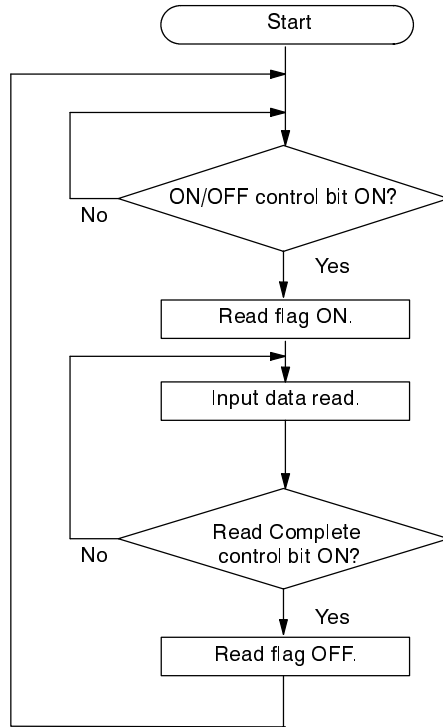 Start
ON/OFF control bit ON?
No
Yes
Read flag ON.
Input data read.
Read Complete
control bit ON?
No
Yes
Read flag OFF.